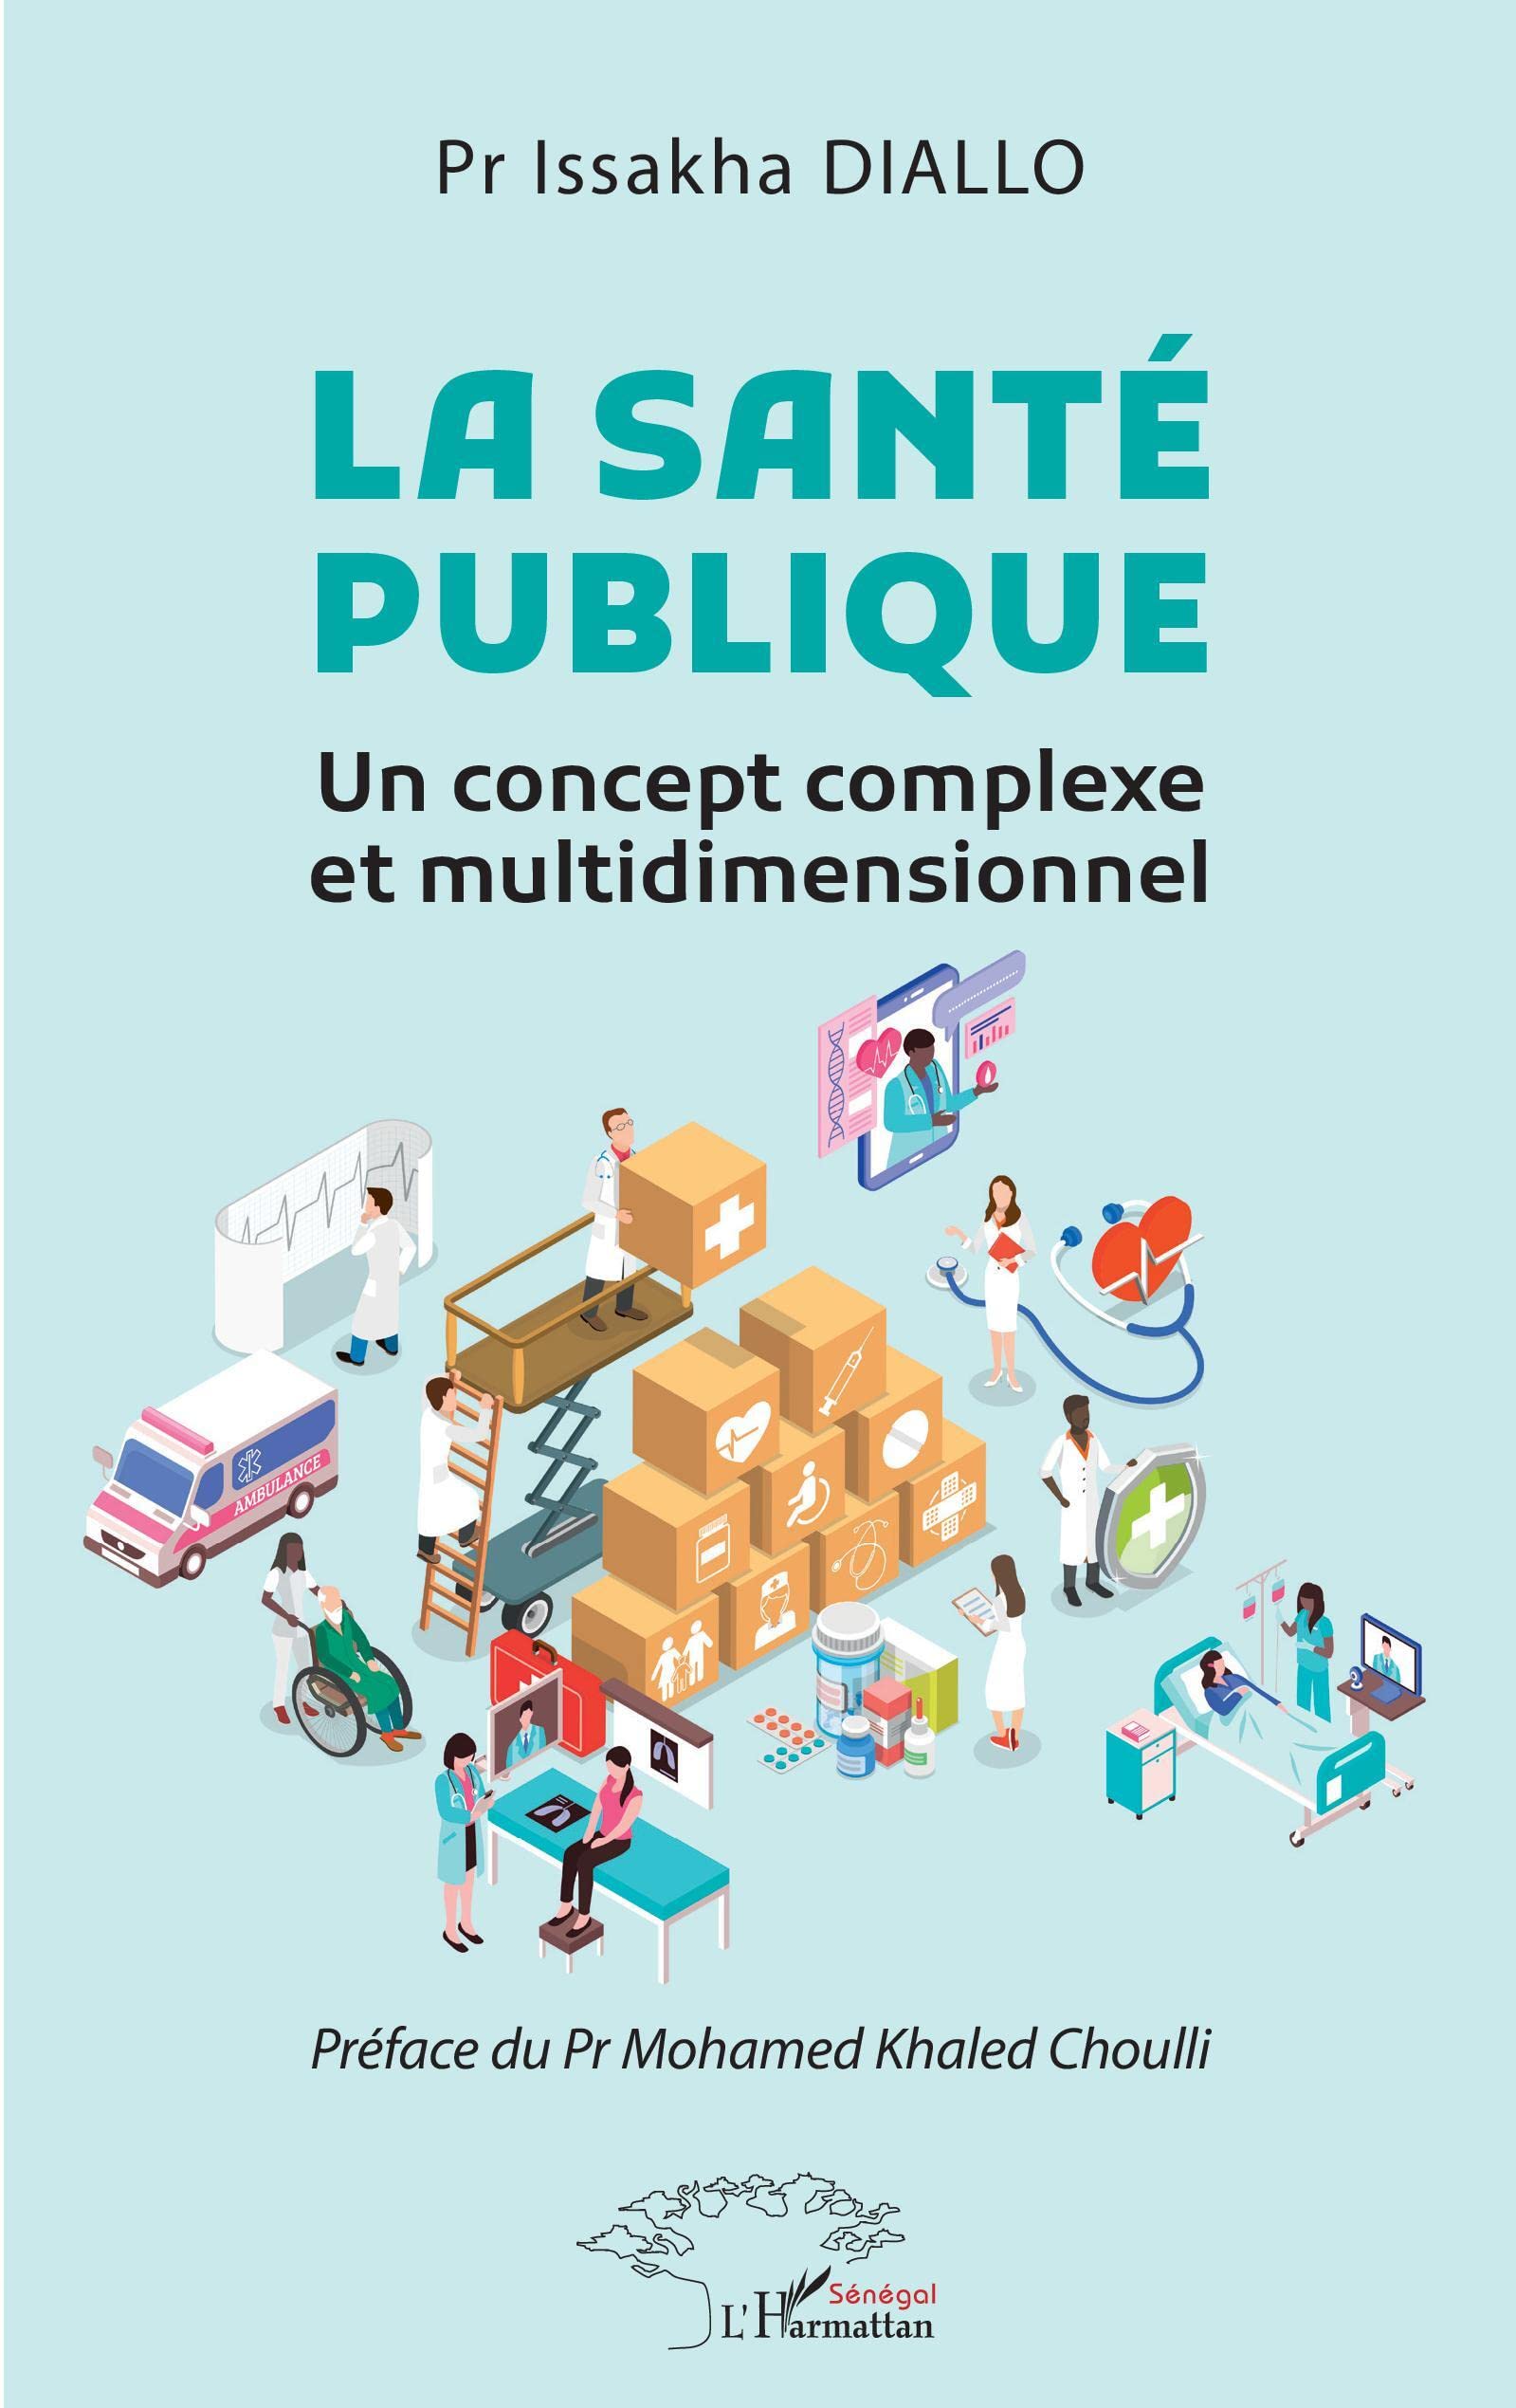 Pr Issakha DIALLO
LA SANTÉ
PUBLIQUE
Un concept complexe
et multidimensionnel
AMBULANCE
Préface du Pr Mohamed Khaled Choulli
Sénégal
L'Harmattan